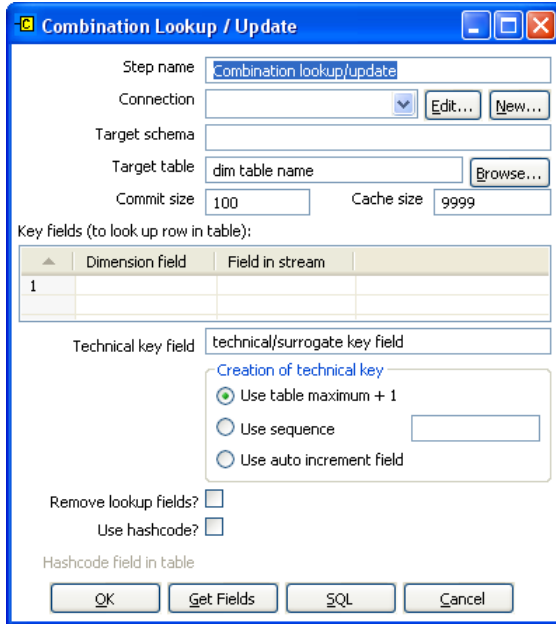 Combination Lookup / Update
Step name Combination lookup/update
Connection Edit... New...
Target schema
Target table dim table name Browse...
Commit size 100 Cache size 9999
Key fields (to look up row in table):
Dimension field Field in stream
1
Technical key field technical/surrogate key field
Creation of technical key
Use table maximum + 1
Use sequence
Use auto increment field
Remove lookup fields?
Use hashcode?
Hashcode field in table
OK Get Fields SQL Cancel